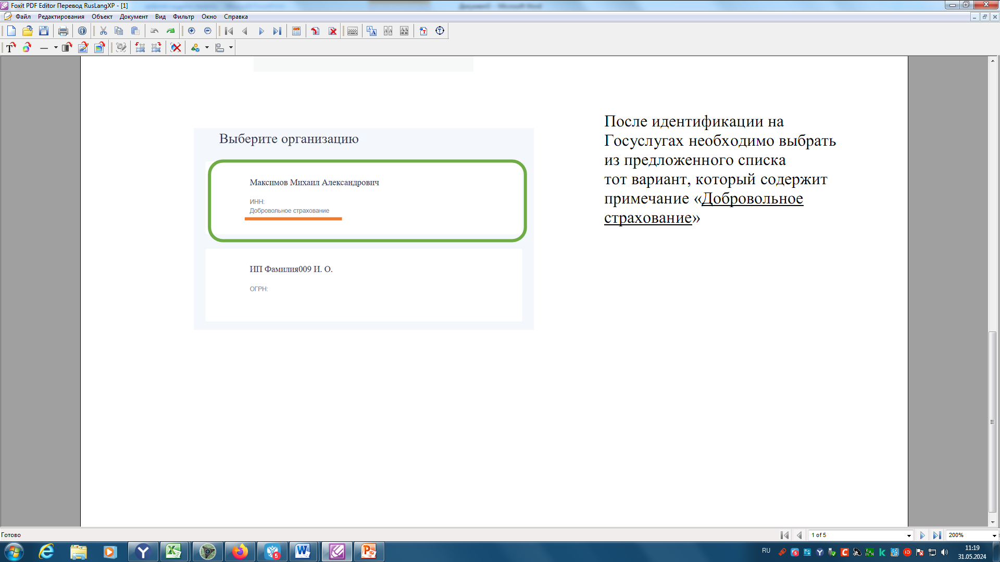 Foxit PDF Editor Перевод RusLangXP - [1]
Файл Редактирования Объект Документ Вид Фильтр Окно Справка
Выберите организацию
Максимов Михаил Александрович
ИНН:
Добровольное страхование
ИП Фамилия009 И. О.
ОГРН:
После идентификации на
Госуслугах необходимо выбрать
из предложенного списка
тот вариант, который содержит
примечание «Добровольное
страхование»
Готово
1 of 5
200%
RU
11:19
31.05.2024